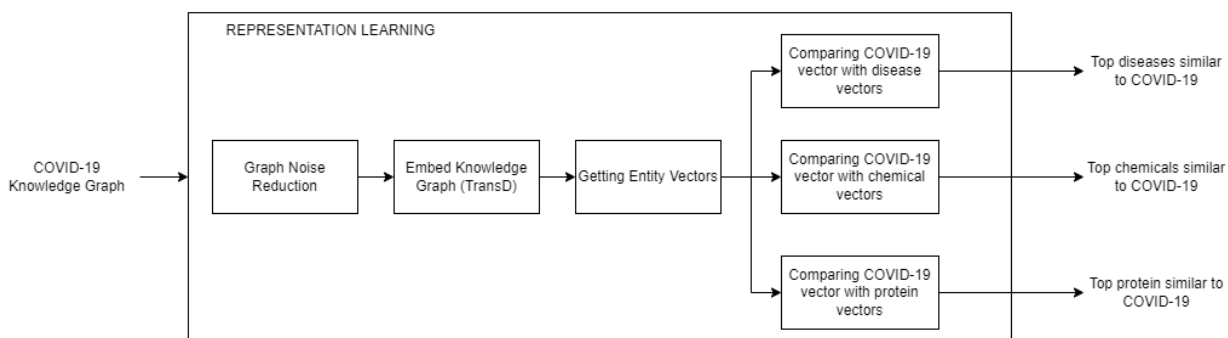 REPRESENTATION LEARNING
COVID-19
Knowledge Graph
Graph Noise
Reduction
Embed Knowledge
Graph (TransD)
Getting Entity Vectors
Comparing COVID-19
vector with disease
vectors
Top diseases similar
to COVID-19
Comparing COVID-19
vector with chemical
vectors
Top chemicals similar
to COVID-19
Comparing COVID-19
vector with protein
vectors
Top protein similar to
COVID-19